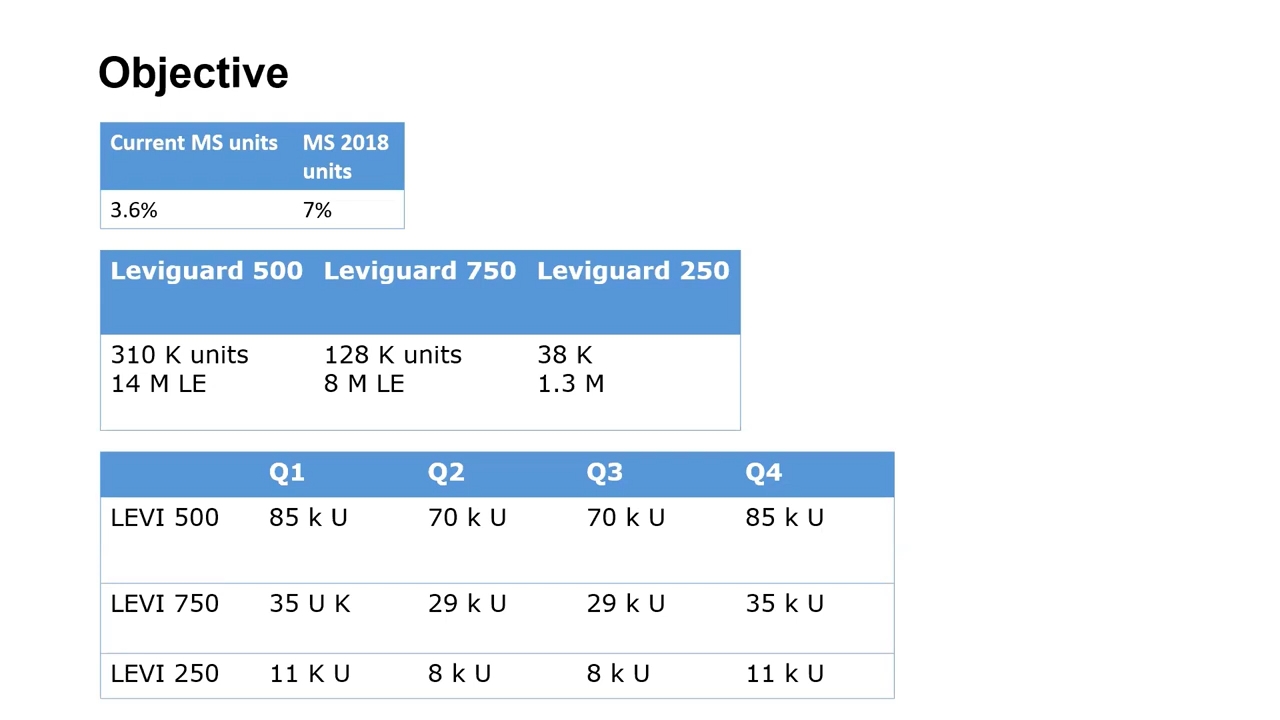 Objective
Current MS units MS 2018 units
3.6% 7%
Leviguard 500 Leviguard 750 Leviguard 250
310 K units 128 K units 38 K
14 M LE 8 M LE 1.3 M
Q1 Q2 Q3 Q4
LEVI 500 85 k U 70 k U 70 k U 85 k U
LEVI 750 35 U K 29 k U 29 k U 35 k U
LEVI 250 11 K U 8 k U 8 k U 11 k U